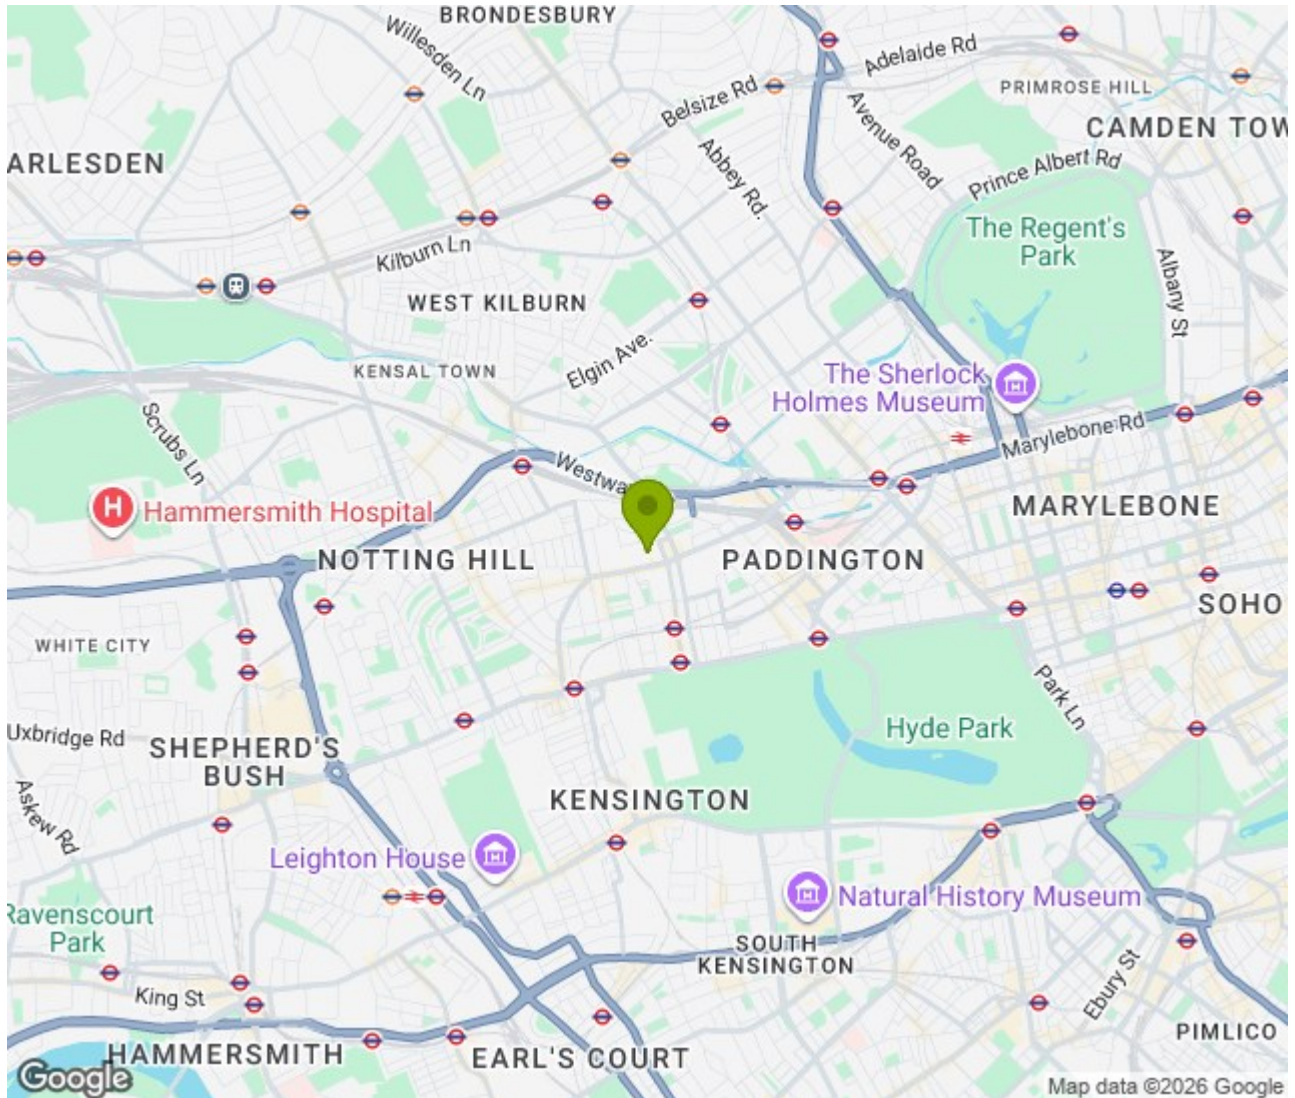 BRONDESBURY
Willesden Ln
Adelaide Rd
Belsize Rd
PRIMROSE HILL
Avenue Road
CAMDEN TOW
ARLESDEN
Abbey Rd.
Prince Albert Rd
The Regent's
Park
Kilburn Ln
Albany St
WEST KILBURN
Elgin Ave.
KENSAL TOWN
The Sherlock
Holmes Museum
Scrubs Ln
Marylebone Rd
Westwa
H
Hammersmith Hospital
MARYLEBONE
NOTTING HILL
PADDINGTON
SOHO
WHITE CITY
Park Ln
Uxbridge Rd
Hyde Park
SHEPHERD'S
BUSH
Askew Rd
KENSINGTON
Leighton House
Natural History Museum
Ravenscourt
Park
SOUTH
KENSINGTON
Ebury St
King St
PIMLICO
HAMMERSMITH
EARL'S COURT
Google
Map data ©2026 Google